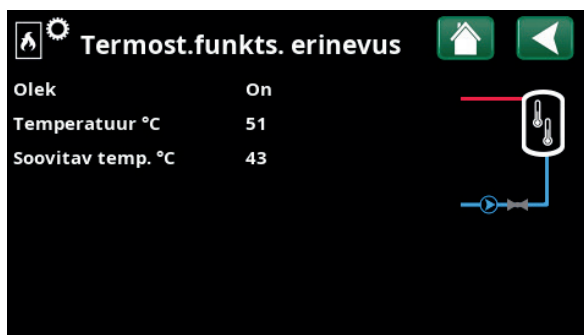 Termost.funkts. erinevus
Olek On
Temperatuur °C 51
Soovitav temp. °C 43